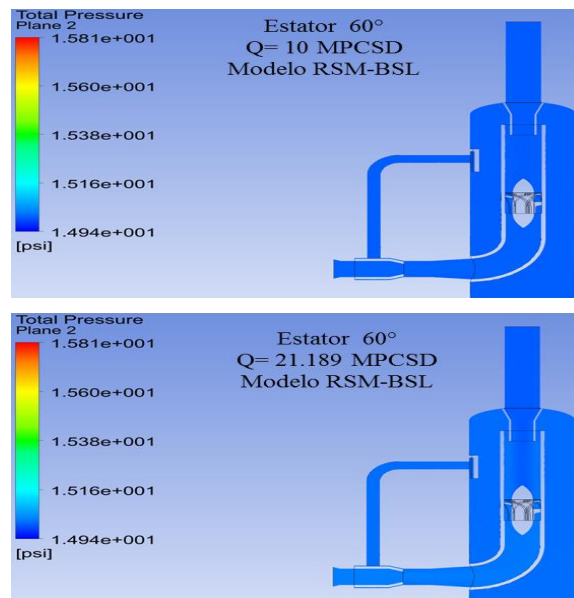 Total Pressure
Plane 2
1.581e+001
1.560e+001
1.538e+001
1.516e+001
1.494e+001
[psi]
Estator 60°
Q= 10 MPCSD
Modelo RSM-BSL
Total Pressure
Plane 2
1.581e+001
1.560e+001
1.538e+001
1.516e+001
1.494e+001
[psi]
Estator 60°
Q= 21.189 MPCSD
Modelo RSM-BSL